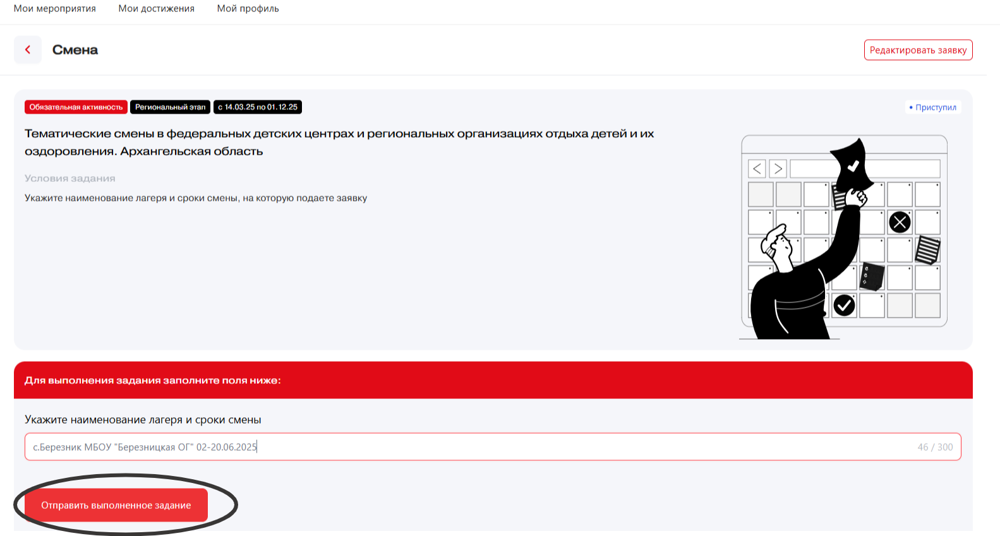 Мои мероприятия Мои достижения Мой профиль
Смена
Редактировать заявку
Обязательная активность Региональный этап с 14.03.25 по 01.12.25
• Приступил
Тематические смены в федеральных детских центрах и региональных организациях отдыха детей и их
оздоровления. Архангельская область
Условия задания
Укажите наименование лагеря и сроки смены, на которую подаете заявку
Для выполнения задания заполните поля ниже:
Укажите наименование лагеря и сроки смены
с.Березник МБОУ "Березницкая ОГ" 02-20.06.2025
46 / 300
Отправить выполненное задание